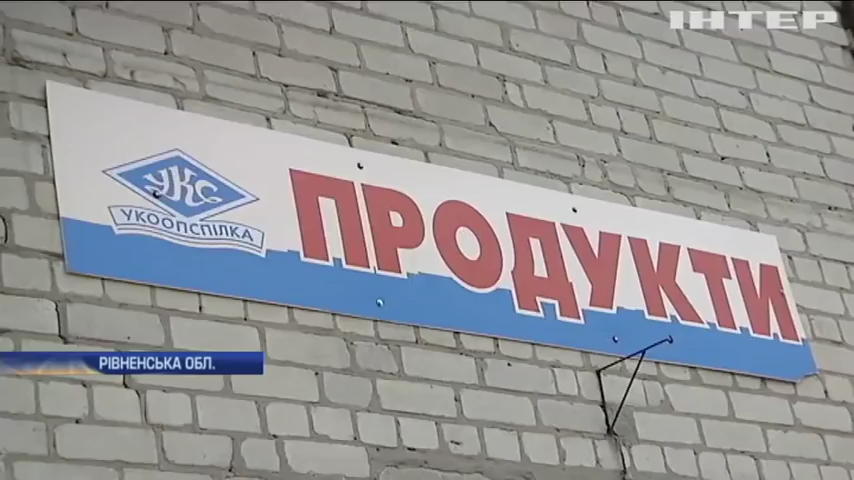 ІНТЕР
УКС
УКООПСПІЛКА
ПРОДУКТИ
РІВНЕНСЬКА ОБЛ.